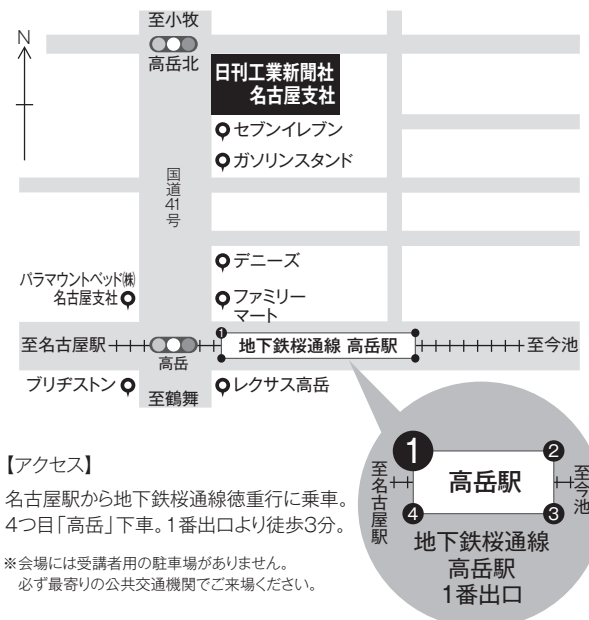 至小牧
N
高岳北
日刊工業新聞社
名古屋支社
セブンイレブン
ガソリンスタンド
国道41号
デニーズ
パラマウントベッド㈱
名古屋支社
ファミリー
マート
1
至名古屋駅
地下鉄桜通線 高岳駅
至今池
高岳
ブリヂストン
至鶴舞
レクサス高岳
【アクセス】
名古屋駅から地下鉄桜通線徳重行に乗車。
4つ目「高岳」下車。1番出口より徒歩3分。
※会場には受講者用の駐車場がありません。
必ず最寄りの公共交通機関でご来場ください。
1
2
至名古屋駅
高岳駅
至今池
4
3
地下鉄桜通線
高岳駅
1番出口